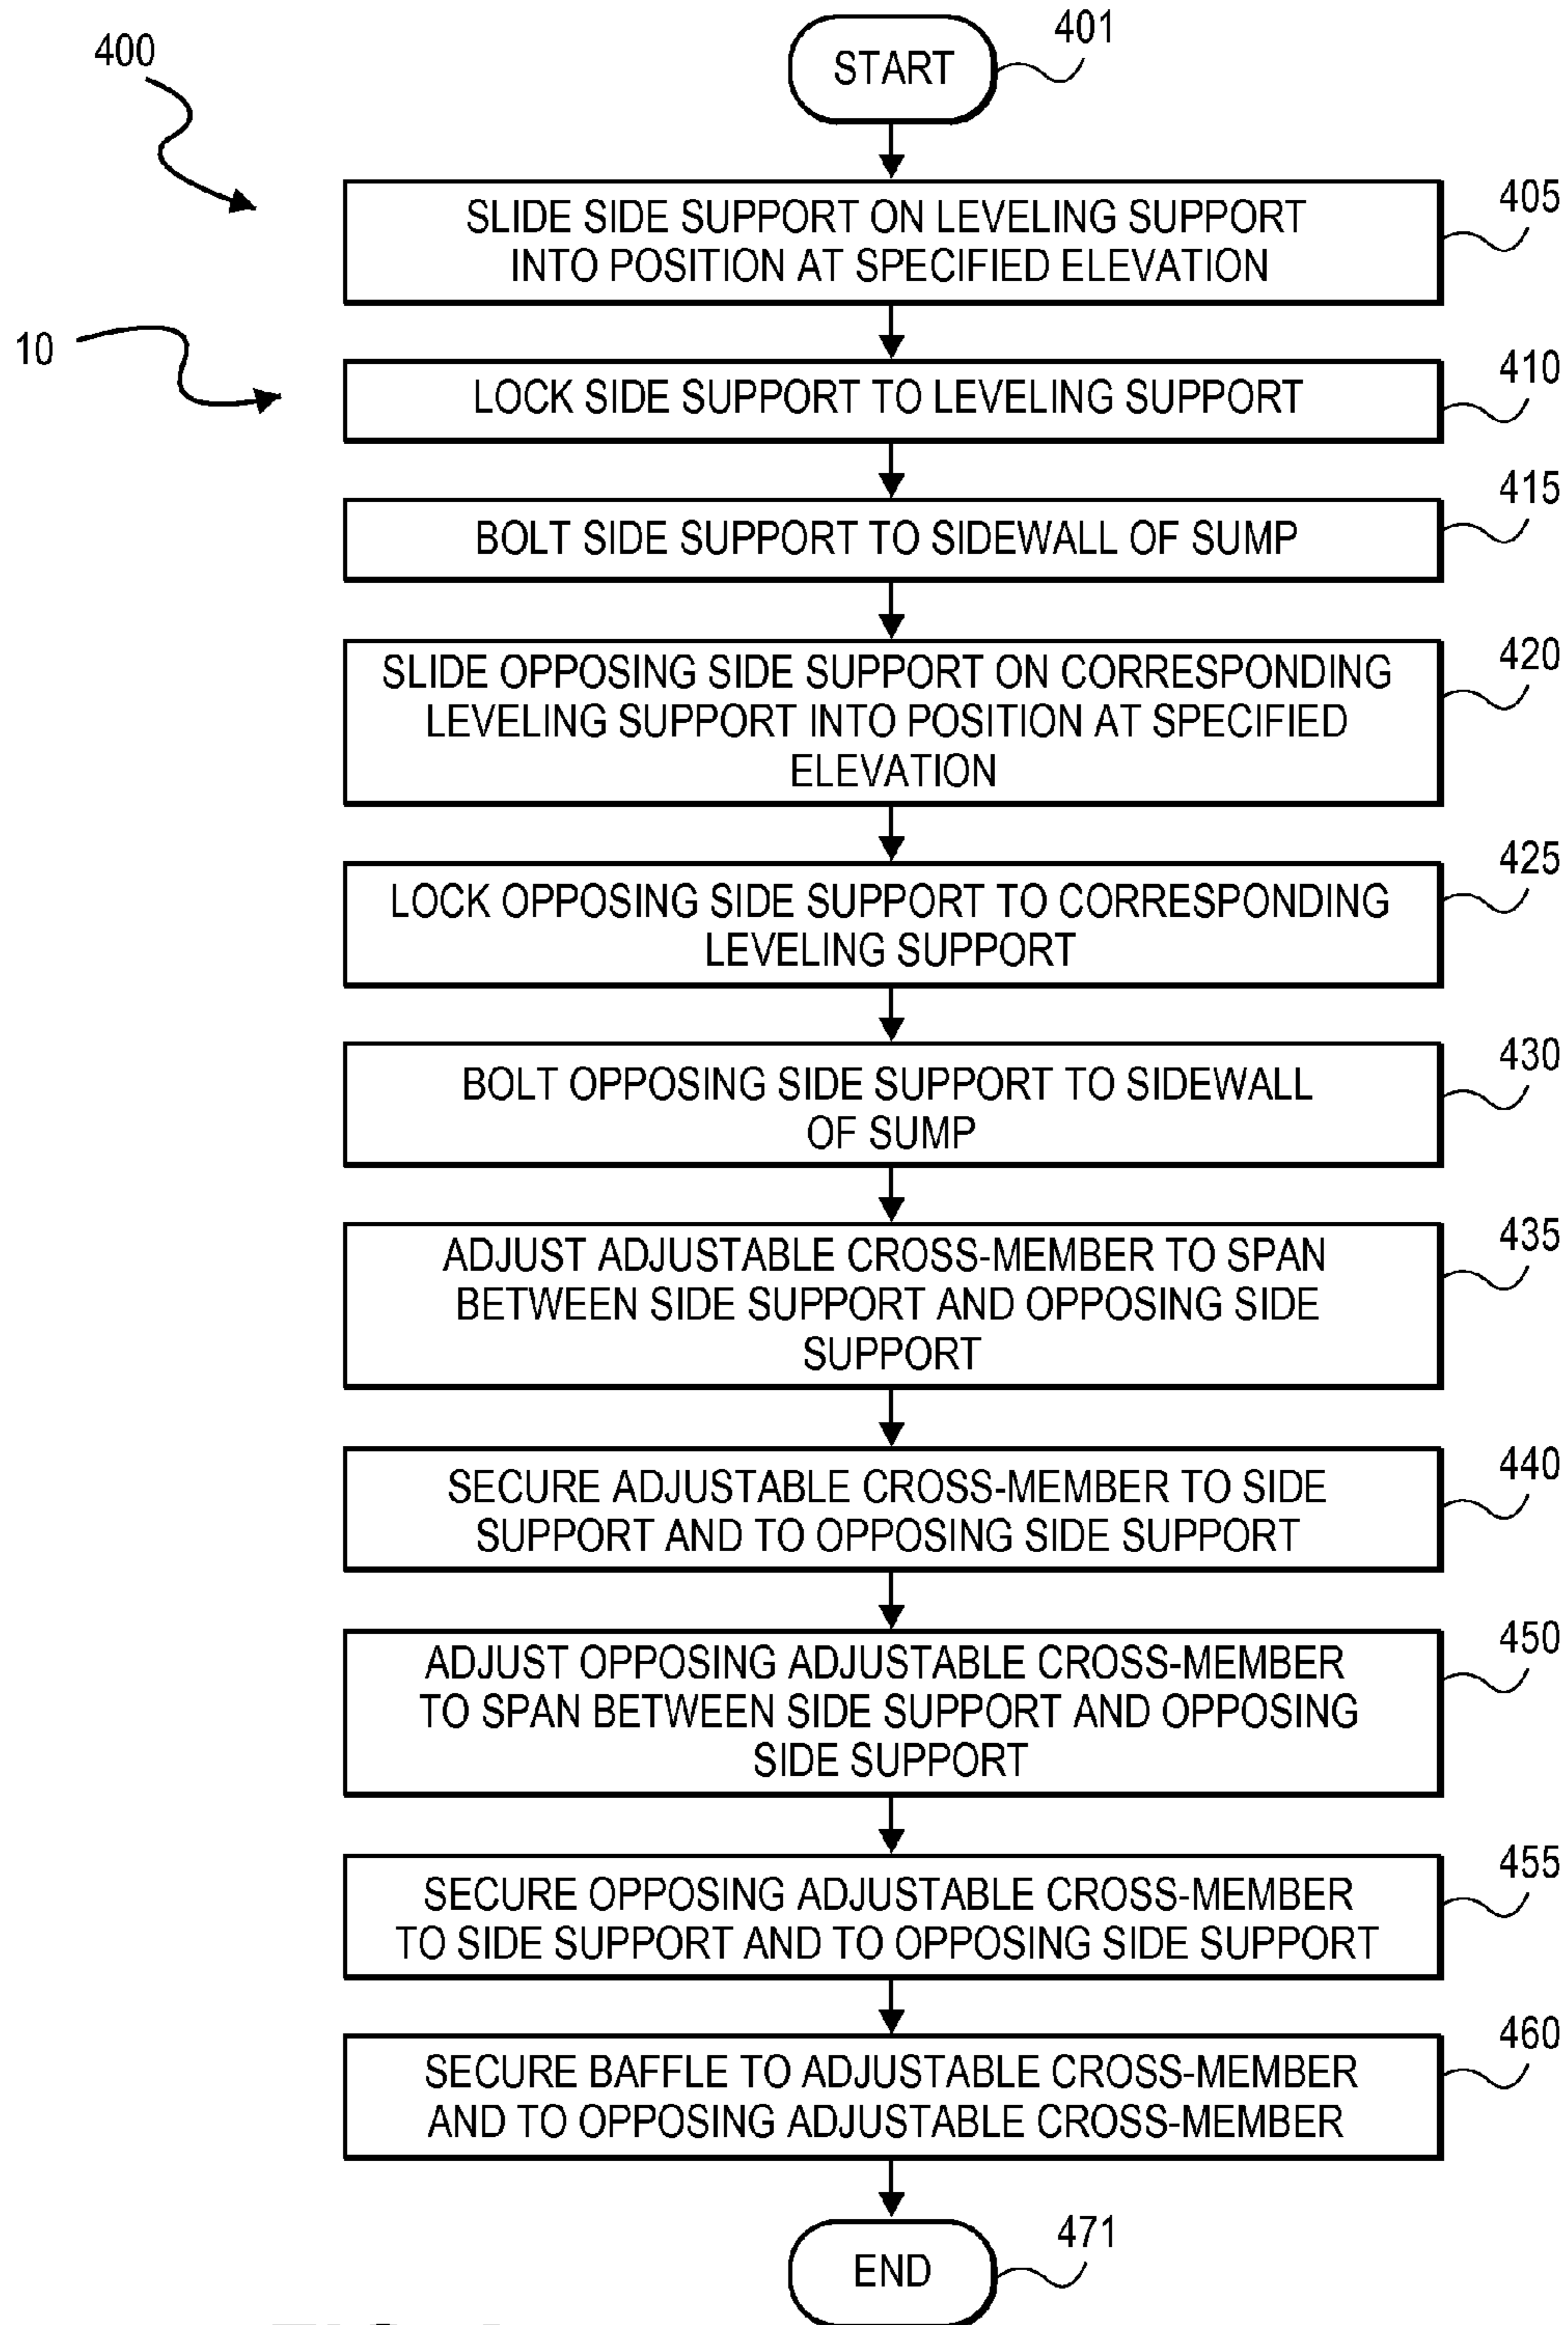 400
START
401
SLIDE SIDE SUPPORT ON LEVELING SUPPORT
INTO POSITION AT SPECIFIED ELEVATION
405
10
LOCK SIDE SUPPORT TO LEVELING SUPPORT
410
BOLT SIDE SUPPORT TO SIDEWALL OF SUMP
415
SLIDE OPPOSING SIDE SUPPORT ON CORRESPONDING
LEVELING SUPPORT INTO POSITION AT SPECIFIED
ELEVATION
420
LOCK OPPOSING SIDE SUPPORT TO CORRESPONDING
LEVELING SUPPORT
425
BOLT OPPOSING SIDE SUPPORT TO SIDEWALL
OF SUMP
430
ADJUST ADJUSTABLE CROSS-MEMBER TO SPAN
BETWEEN SIDE SUPPORT AND OPPOSING SIDE
SUPPORT
435
SECURE ADJUSTABLE CROSS-MEMBER TO SIDE
SUPPORT AND TO OPPOSING SIDE SUPPORT
440
ADJUST OPPOSING ADJUSTABLE CROSS-MEMBER
TO SPAN BETWEEN SIDE SUPPORT AND OPPOSING
SIDE SUPPORT
450
SECURE OPPOSING ADJUSTABLE CROSS-MEMBER
TO SIDE SUPPORT AND TO OPPOSING SIDE SUPPORT
455
SECURE BAFFLE TO ADJUSTABLE CROSS-MEMBER
AND TO OPPOSING ADJUSTABLE CROSS-MEMBER
460
END
471